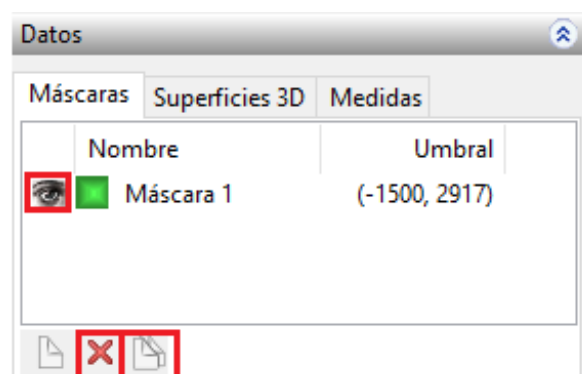 Datos
Máscaras Superficies 3D Medidas
Nombre Umbral
Máscara 1 (-1500, 2917)